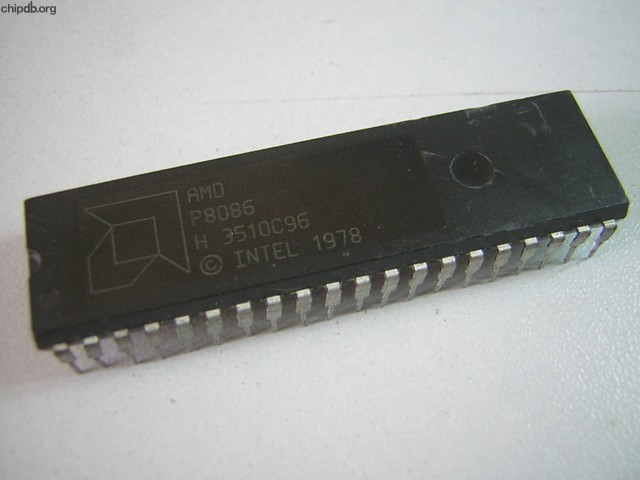 chipdb.org
AMD
P8086
H 3510C96
© INTEL 1978